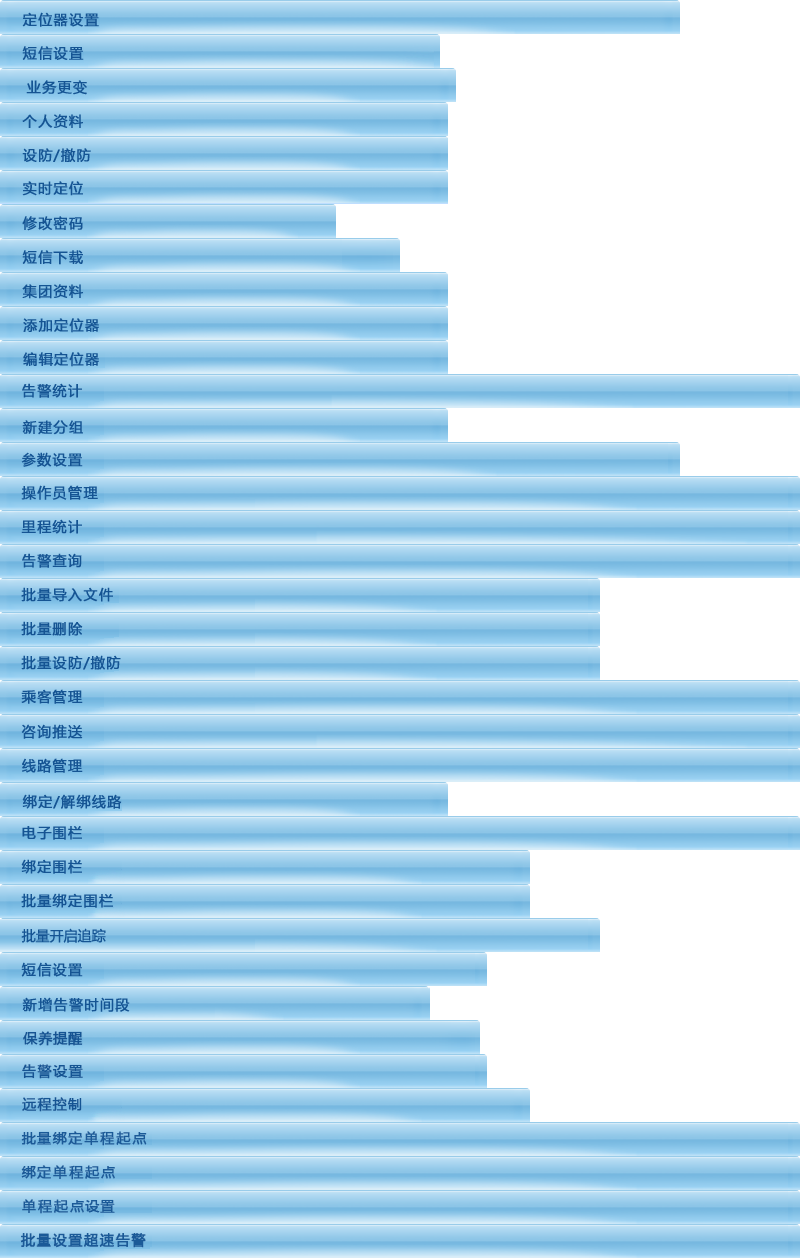 定位器设置
短信设置
业务更变
个人资料
设防/撤防
实时定位
修改密码
短信下载
集团资料
添加定位器
编辑定位器
告警统计
新建分组
参数设置
操作员管理
里程统计
告警查询
批量导入文件
批量删除
批量设防/撤防
乘客管理
咨询推送
线路管理
绑定/解绑线路
电子围栏
绑定围栏
批量绑定围栏
批量开启追踪
短信设置
新增告警时间段
保养提醒
告警设置
远程控制
批量绑定单程起点
绑定单程起点
单程起点设置
批量设置超速告警